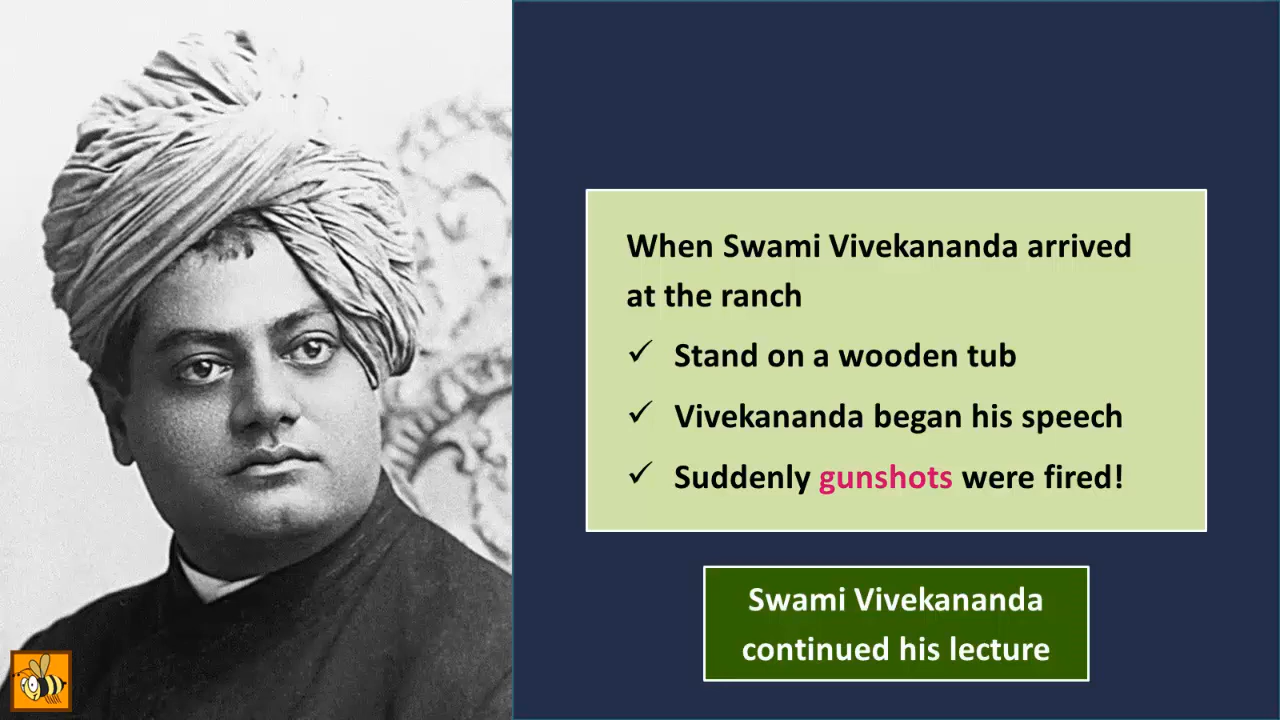 When Swami Vivekananda arrived
at the ranch
✓ Stand on a wooden tub
✓ Vivekananda began his speech
✓ Suddenly gunshots were fired!
Swami Vivekananda
continued his lecture